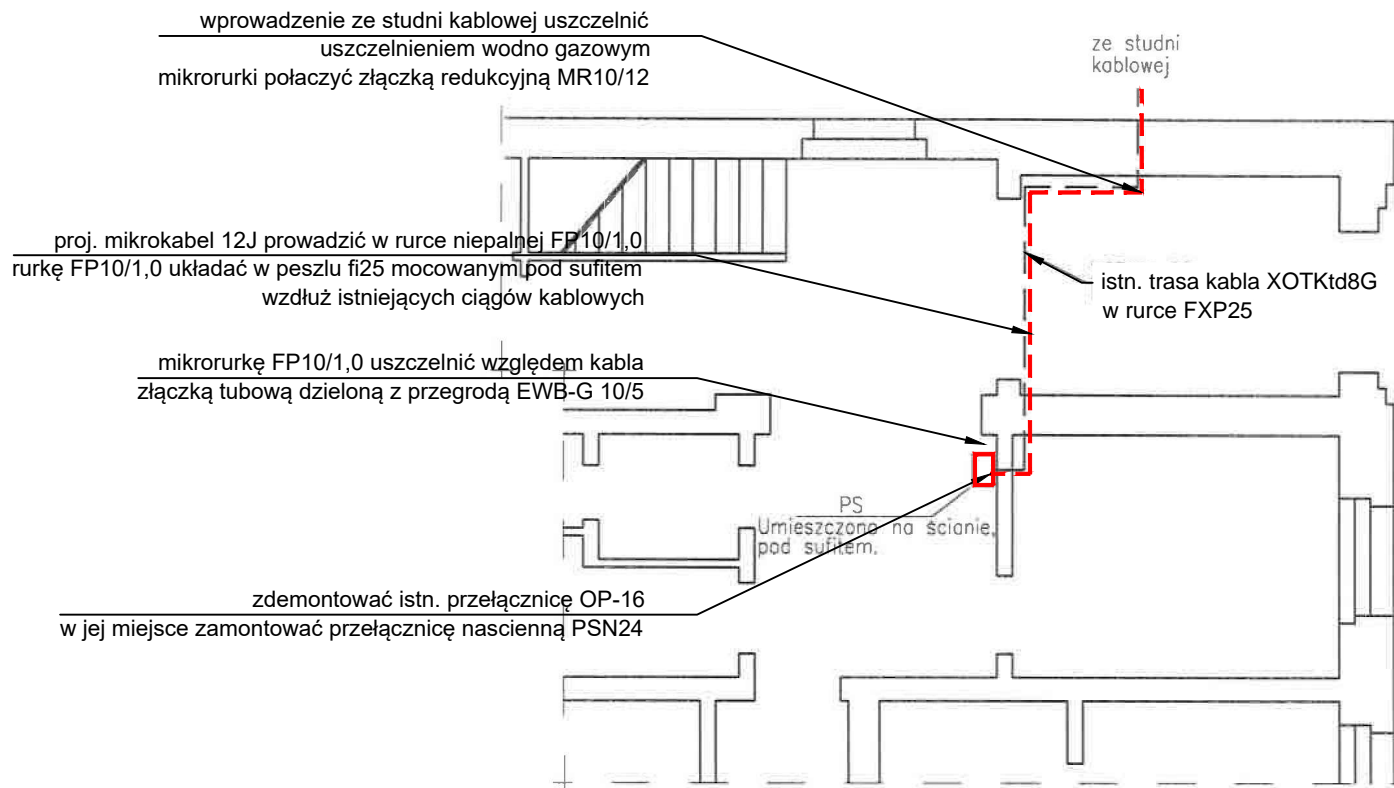 wprowadzenie ze studni kablowej uszczelnić
uszczelnieniem wodno gazowym
mikrorurki połaczyć złączką redukcyjną MR10/12
ze studni
kablowej
proj. mikrokabel 12J prowadzić w rurce niepalnej FP10/1,0
rurkę FP10/1,0 układać w peszlu fi25 mocowanym pod sufitem
wzdłuż istniejących ciągów kablowych
istn. trasa kabla XOTKtd8G
w rurce FXP25
mikrorurkę FP10/1,0 uszczelnić względem kabla
złączką tubową dzieloną z przegrodą EWB-G 10/5
PS
Umieszczona na ścianie,
pod sufitem.
zdemontować istn. przełącznicę OP-16
w jej miejsce zamontować przełącznicę nascienną PSN24